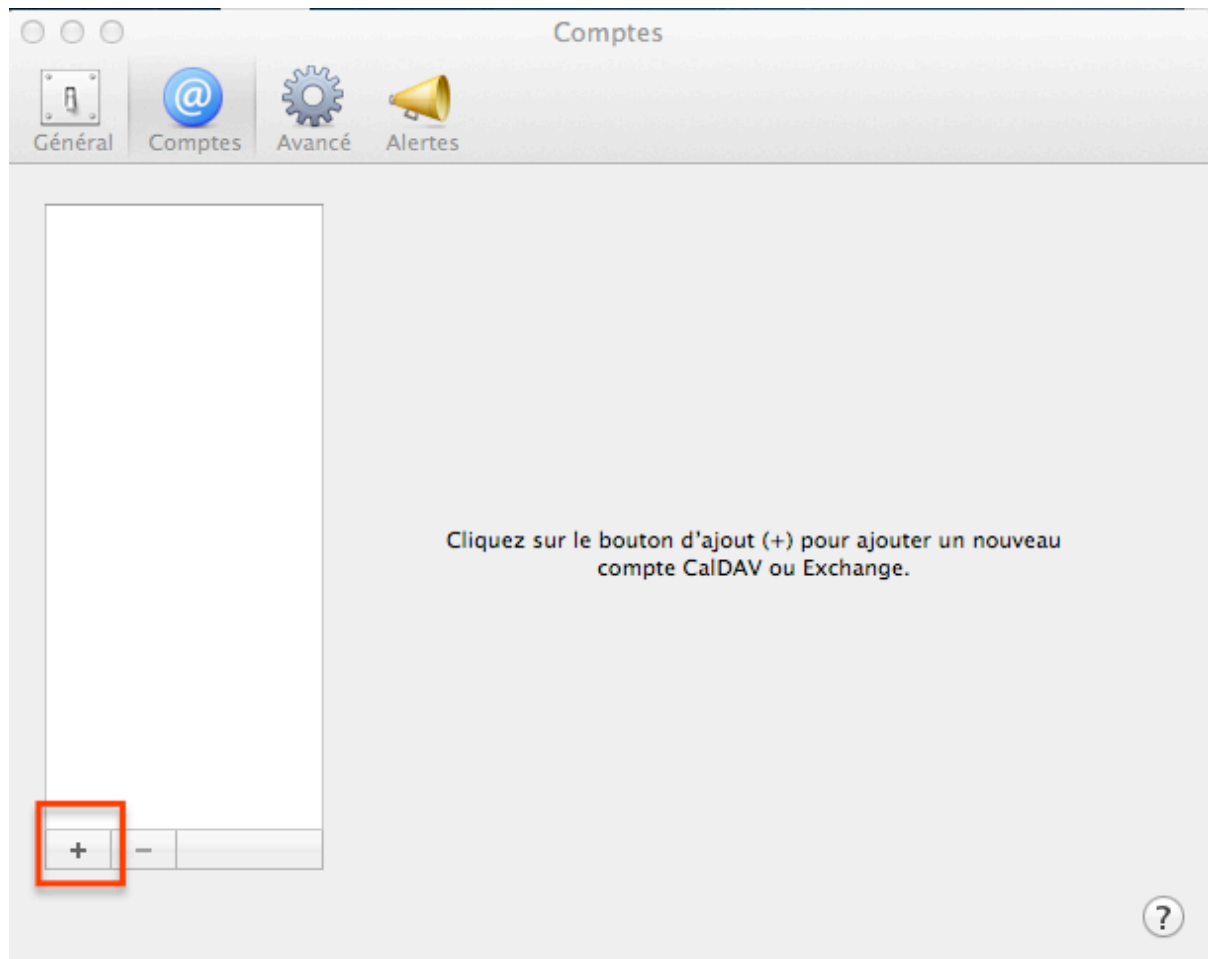 Comptes
Général Comptes Avancé Alertes
Cliquez sur le bouton d'ajout (+) pour ajouter un nouveau
compte CalDAV ou Exchange.
+ −
?